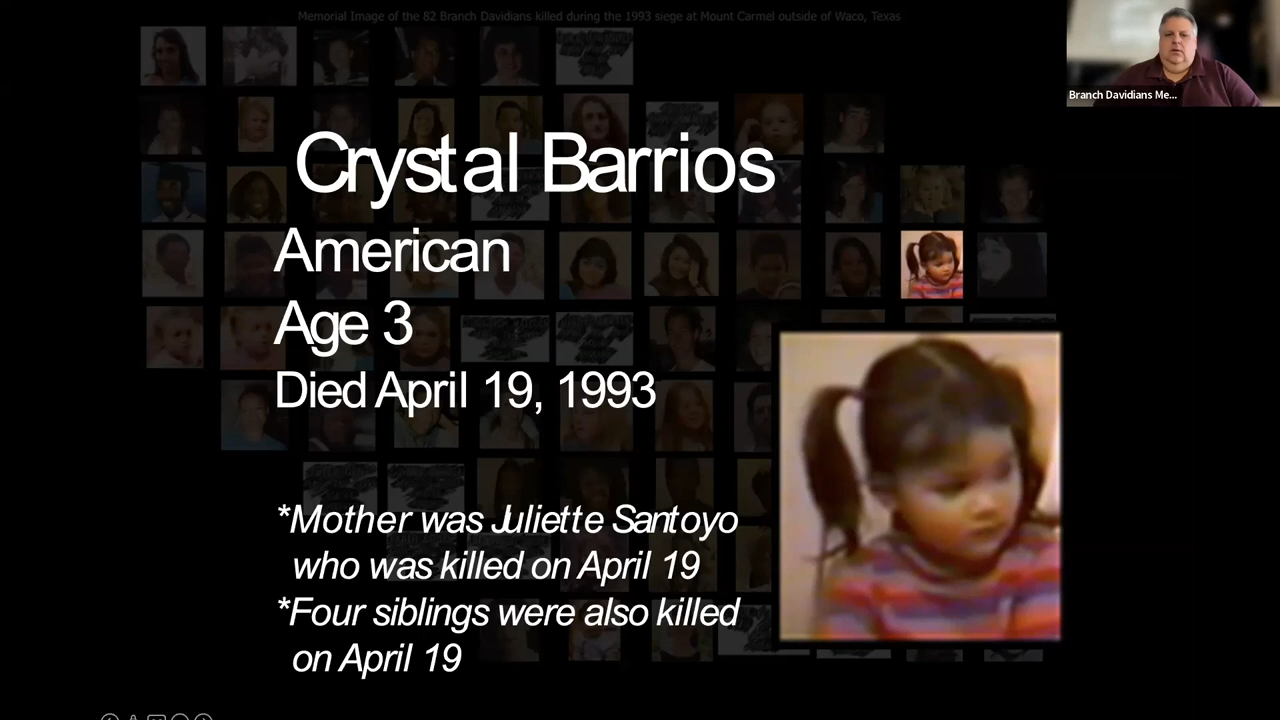 Memorial Image of the 82 Branch Davidians killed during the 1993 siege at Mount Carmel outside of Waco, Texas
Branch Davidians Me...
Crystal Barrios
American
Age 3
Died April 19, 1993
*Mother was Juliette Santoyo
who was killed on April 19
*Four siblings were also killed
on April 19